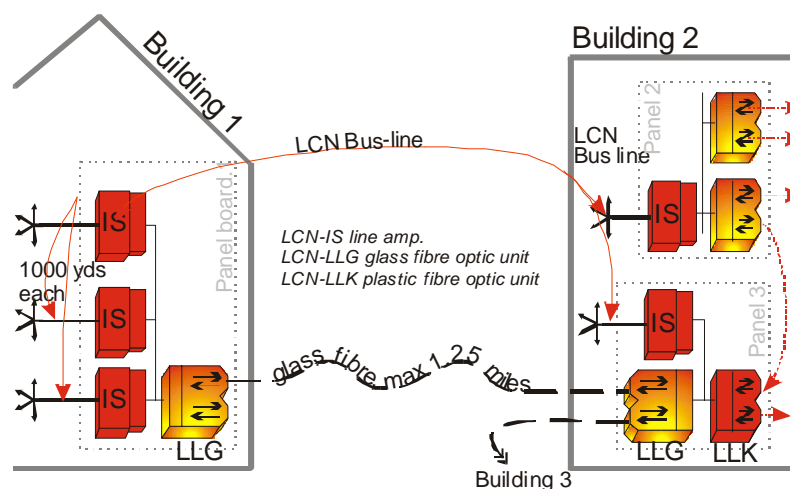 Building 1
Building 2
LCN Bus-line
LCN
Bus line
Panel 2
IS
IS
Panel board.
LCN-IS line amp.
LCN-LLG glass fibre optic unit
LCN-LLK plastic fibre optic unit
1000 yds
each
IS
IS
Panel 3
IS
glass fibre max 1,25 miles
LLG
LLG
LLK
Building 3